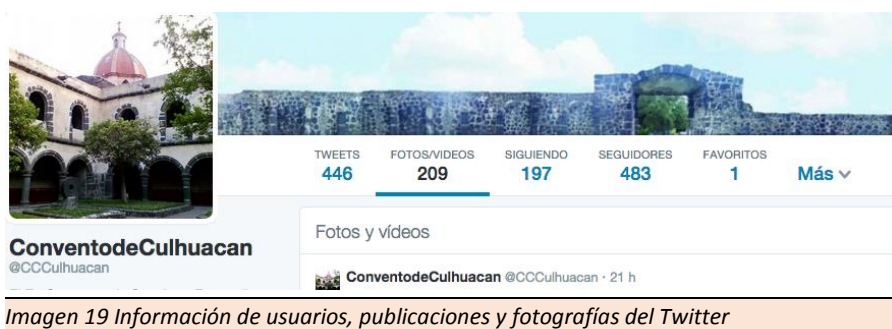 TWEETS FOTOS/VIDEOS SIGUIENDO SEGUIDORES FAVORITOS
446 209 197 483 1 Más
Fotos y vídeos
ConventodeCulhuacan
@CCCulhuacan
ConventodeCulhuacan @CCCulhuacan · 21 h
Imagen 19 Información de usuarios, publicaciones y fotografías del Twitter